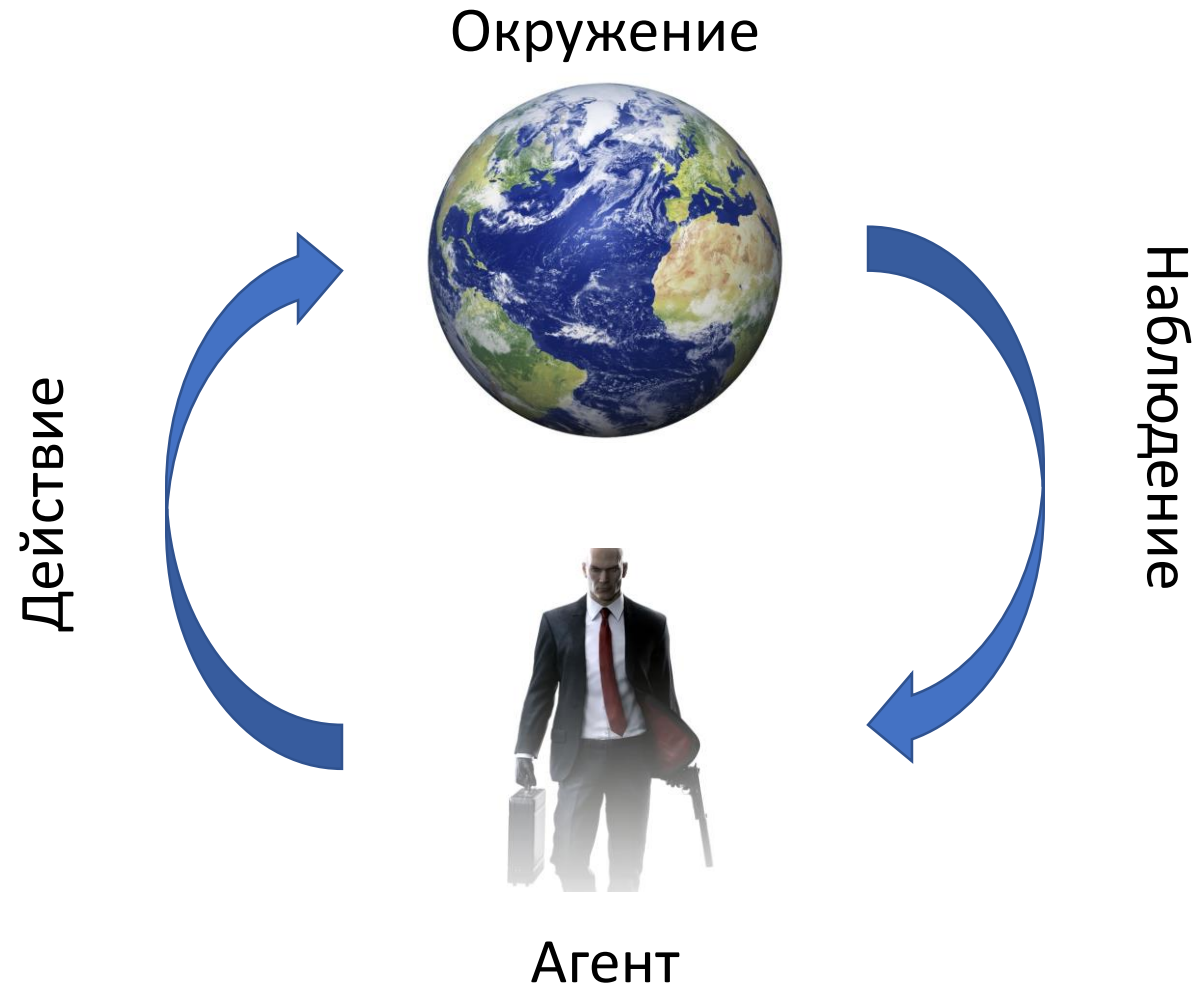 Окружение
Действие
Наблюдение
Агент